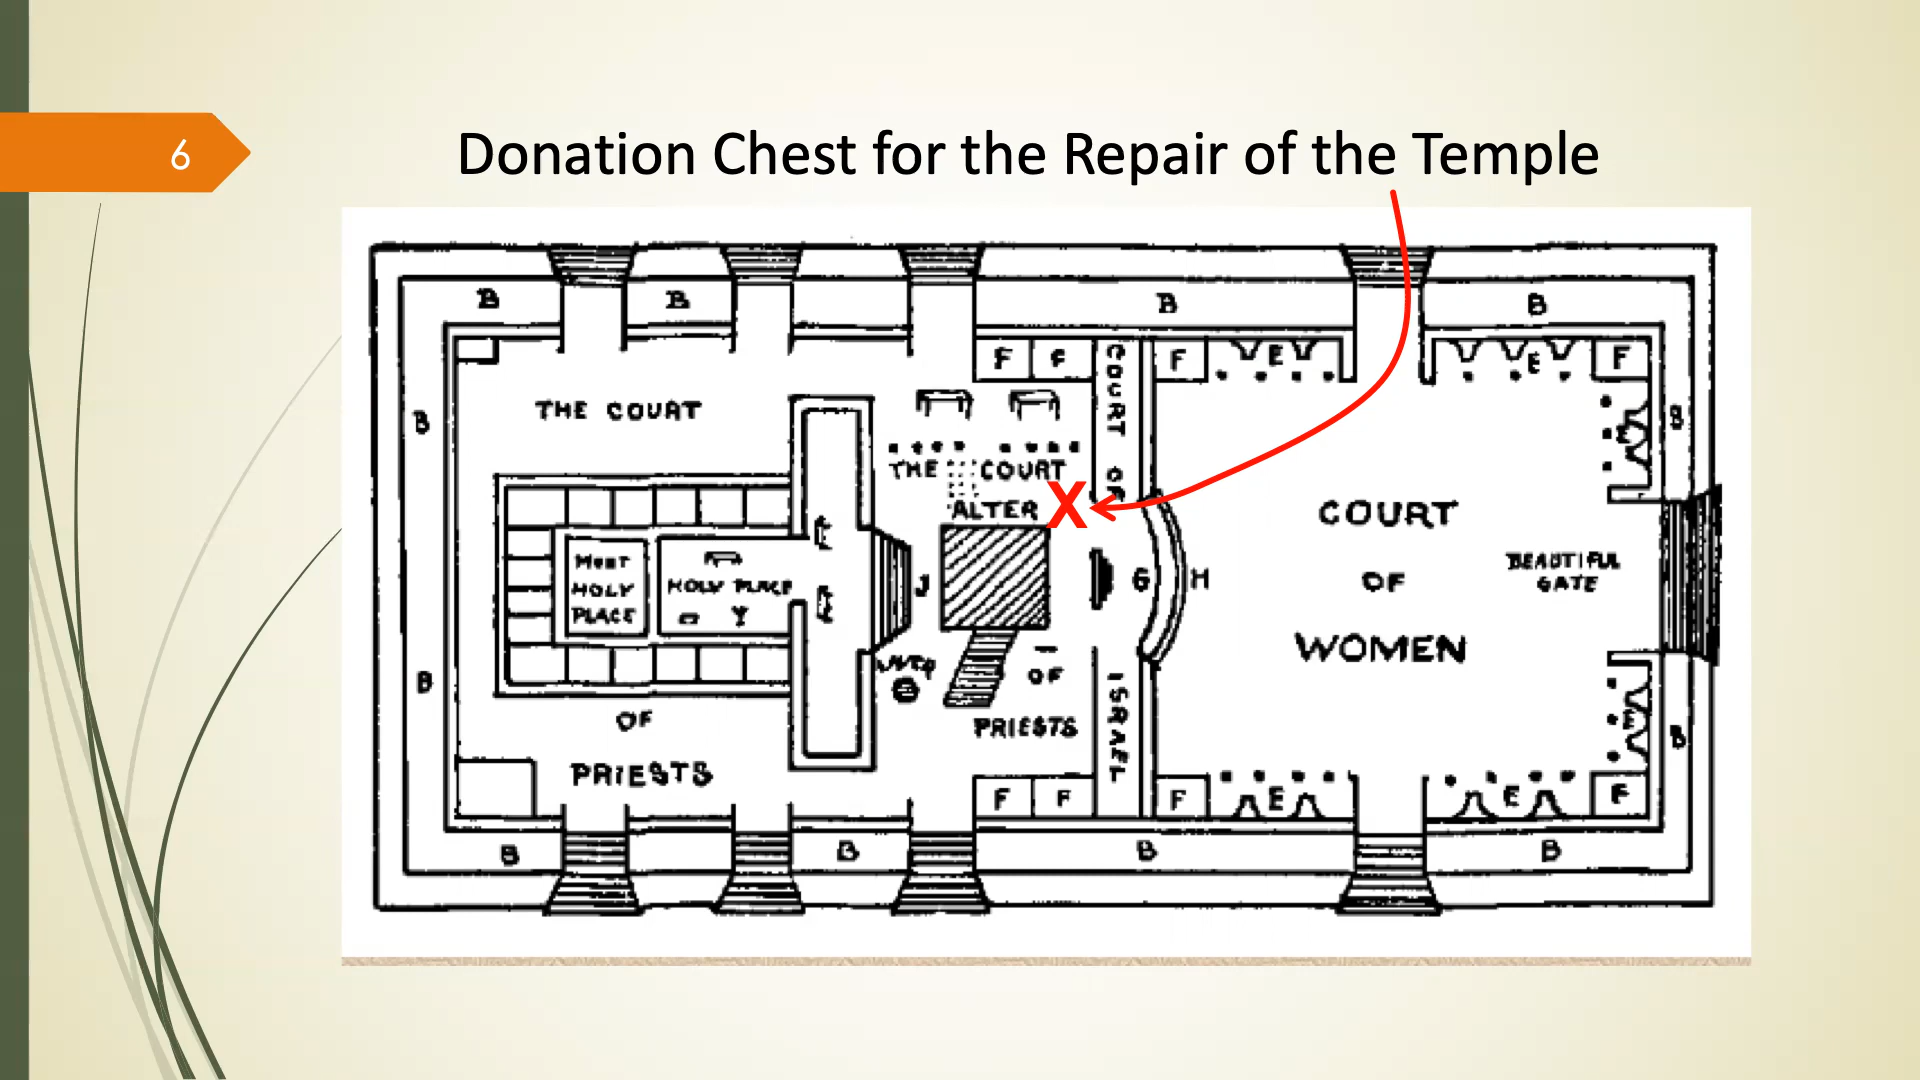 6
Donation Chest for the Repair of the Temple
B B B B
F F F E E F
COURT OF ISRAEL
THE COURT
B
E
B
THE COURT
ALTER
COURT
BEAUTIFUL
GATE
MOST
HOLY
PLACE
HOLY PLACE
J
G
H
OF
WOMEN
B
OF
PRIESTS
OF
PRIESTS
E
B
F F F E E F
B B B B
X